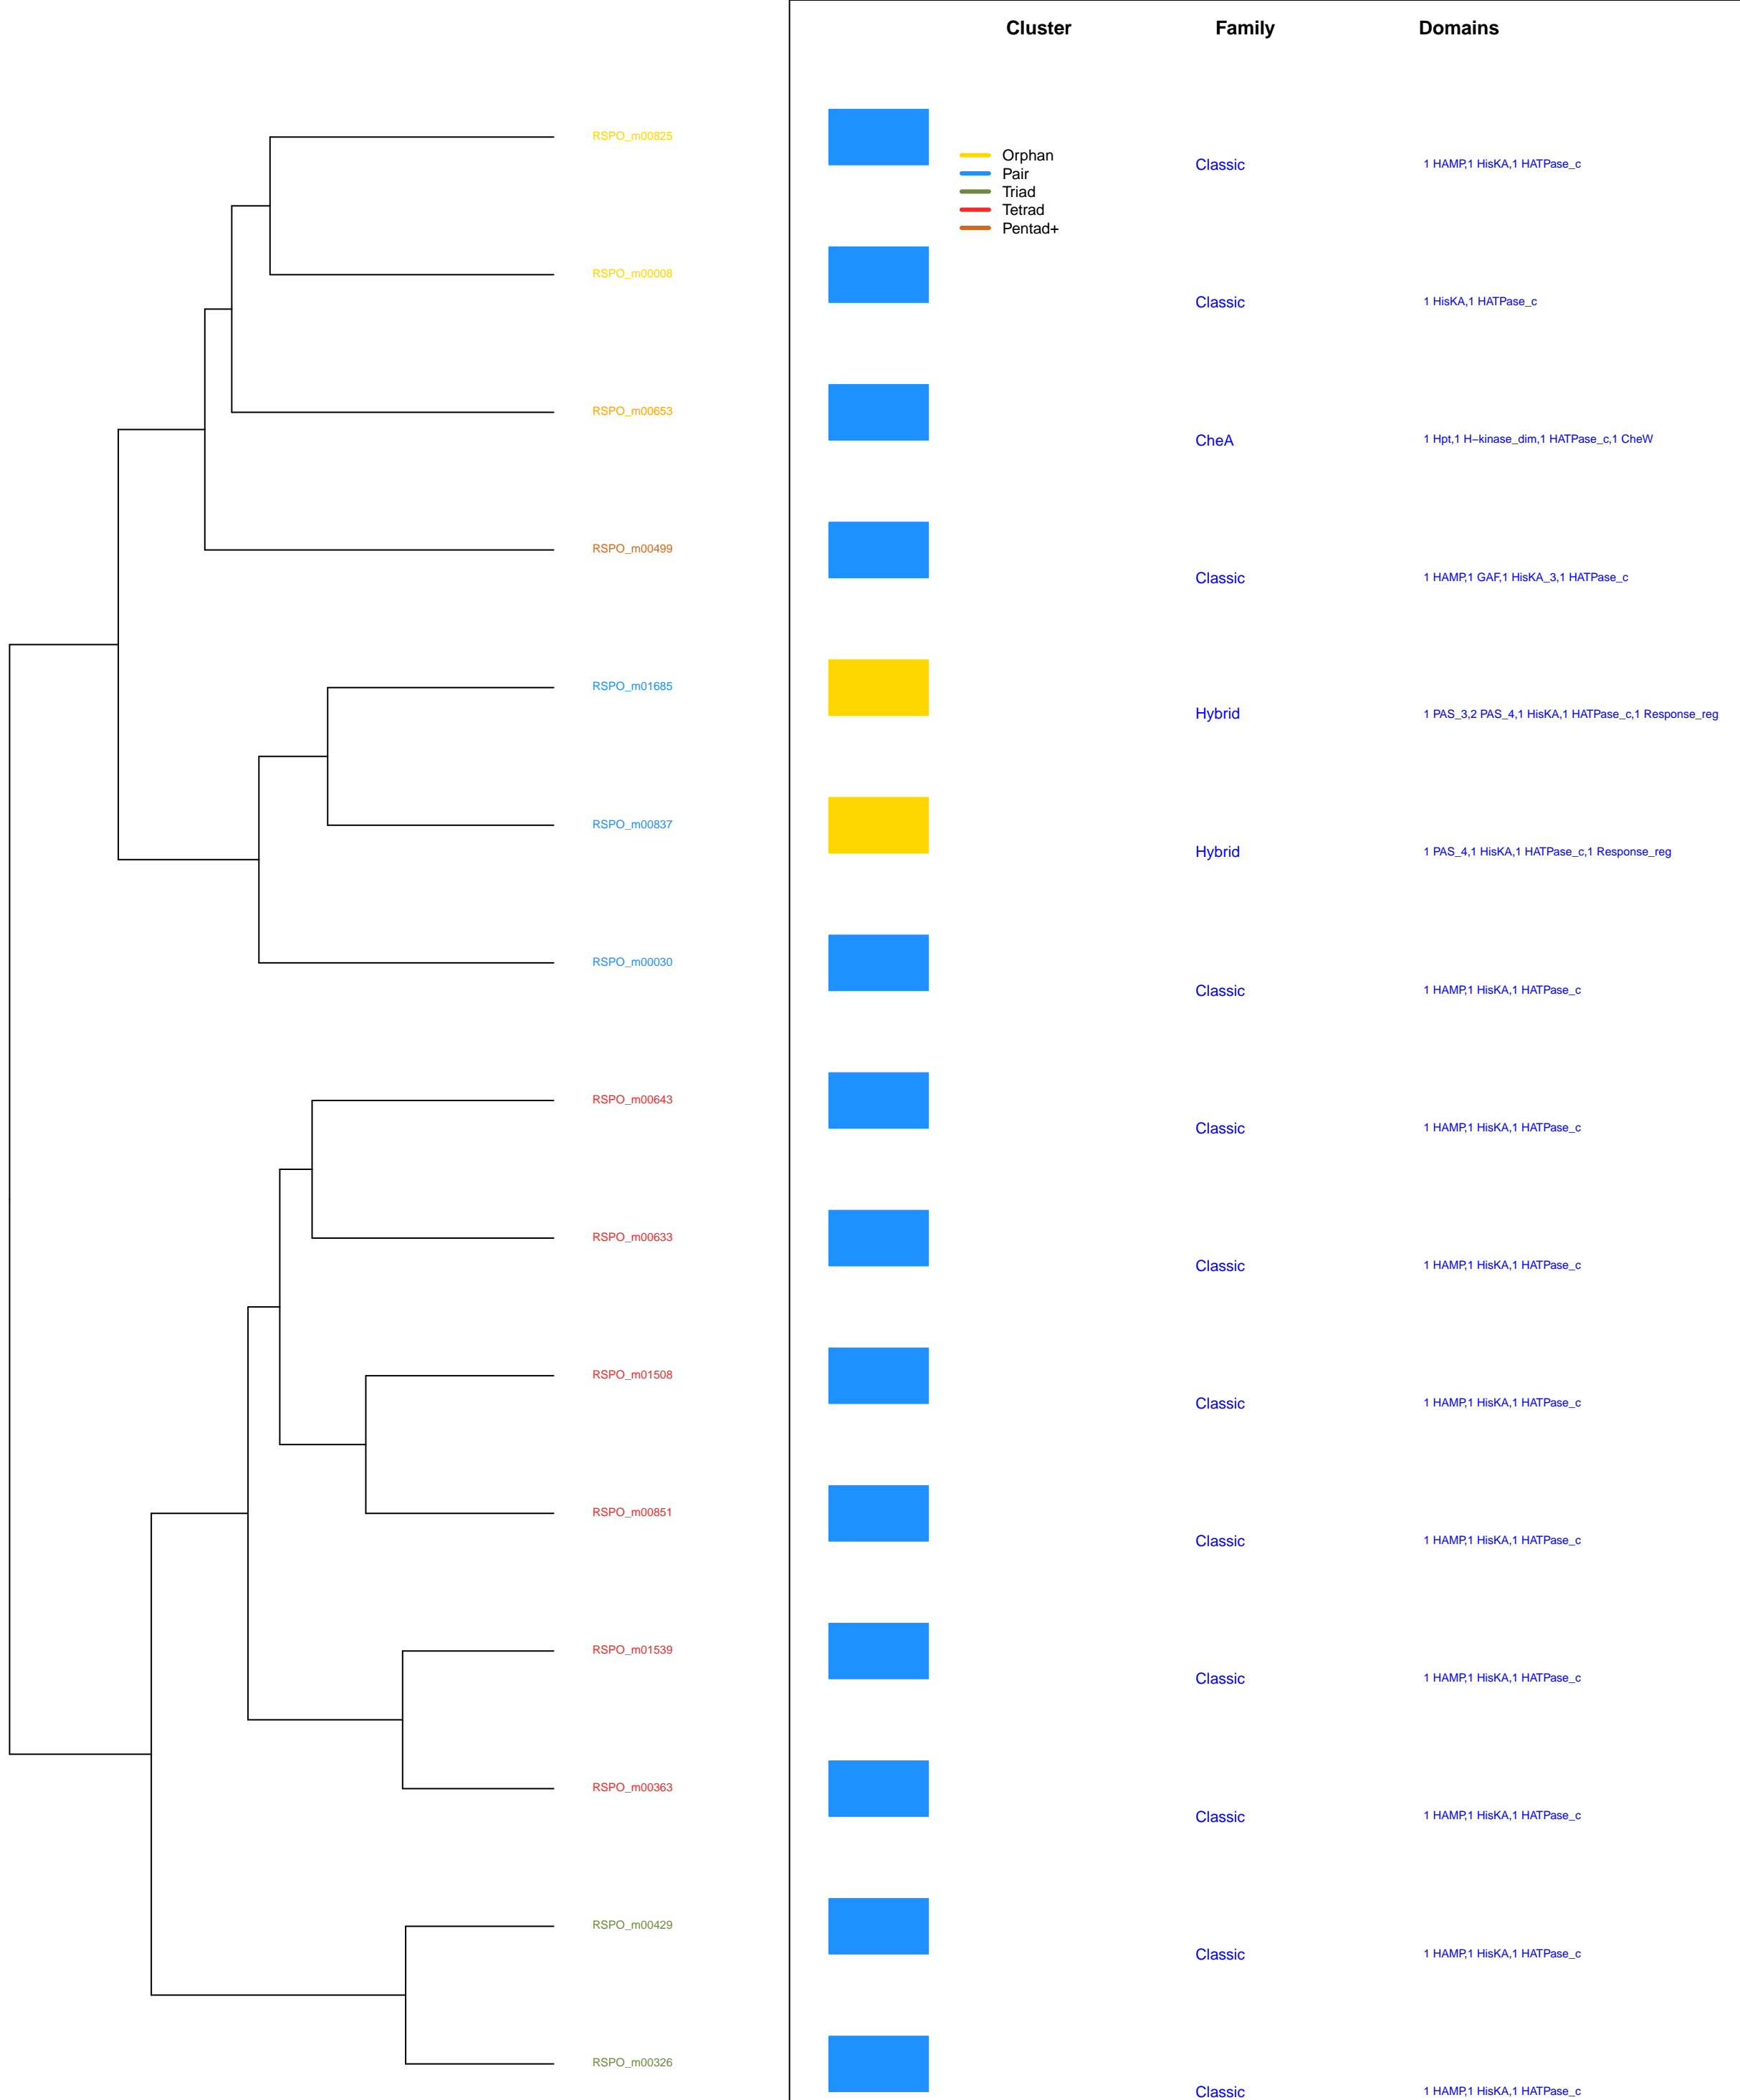 Cluster Family Domains
RSPO_m00825
Orphan
Pair
Triad
Tetrad
Pentad+
Classic 1 HAMP,1 HisKA,1 HATPase_c
RSPO_m00008
Classic 1 HisKA,1 HATPase_c
RSPO_m00653
CheA 1 Hpt,1 H−kinase_dim,1 HATPase_c,1 CheW
RSPO_m00499
Classic 1 HAMP,1 GAF,1 HisKA_3,1 HATPase_c
RSPO_m01685
Hybrid 1 PAS_3,2 PAS_4,1 HisKA,1 HATPase_c,1 Response_reg
RSPO_m00837
Hybrid 1 PAS_4,1 HisKA,1 HATPase_c,1 Response_reg
RSPO_m00030
Classic 1 HAMP,1 HisKA,1 HATPase_c
RSPO_m00643
Classic 1 HAMP,1 HisKA,1 HATPase_c
RSPO_m00633
Classic 1 HAMP,1 HisKA,1 HATPase_c
RSPO_m01508
Classic 1 HAMP,1 HisKA,1 HATPase_c
RSPO_m00851
Classic 1 HAMP,1 HisKA,1 HATPase_c
RSPO_m01539
Classic 1 HAMP,1 HisKA,1 HATPase_c
RSPO_m00363
Classic 1 HAMP,1 HisKA,1 HATPase_c
RSPO_m00429
Classic 1 HAMP,1 HisKA,1 HATPase_c
RSPO_m00326
Classic 1 HAMP,1 HisKA,1 HATPase_c